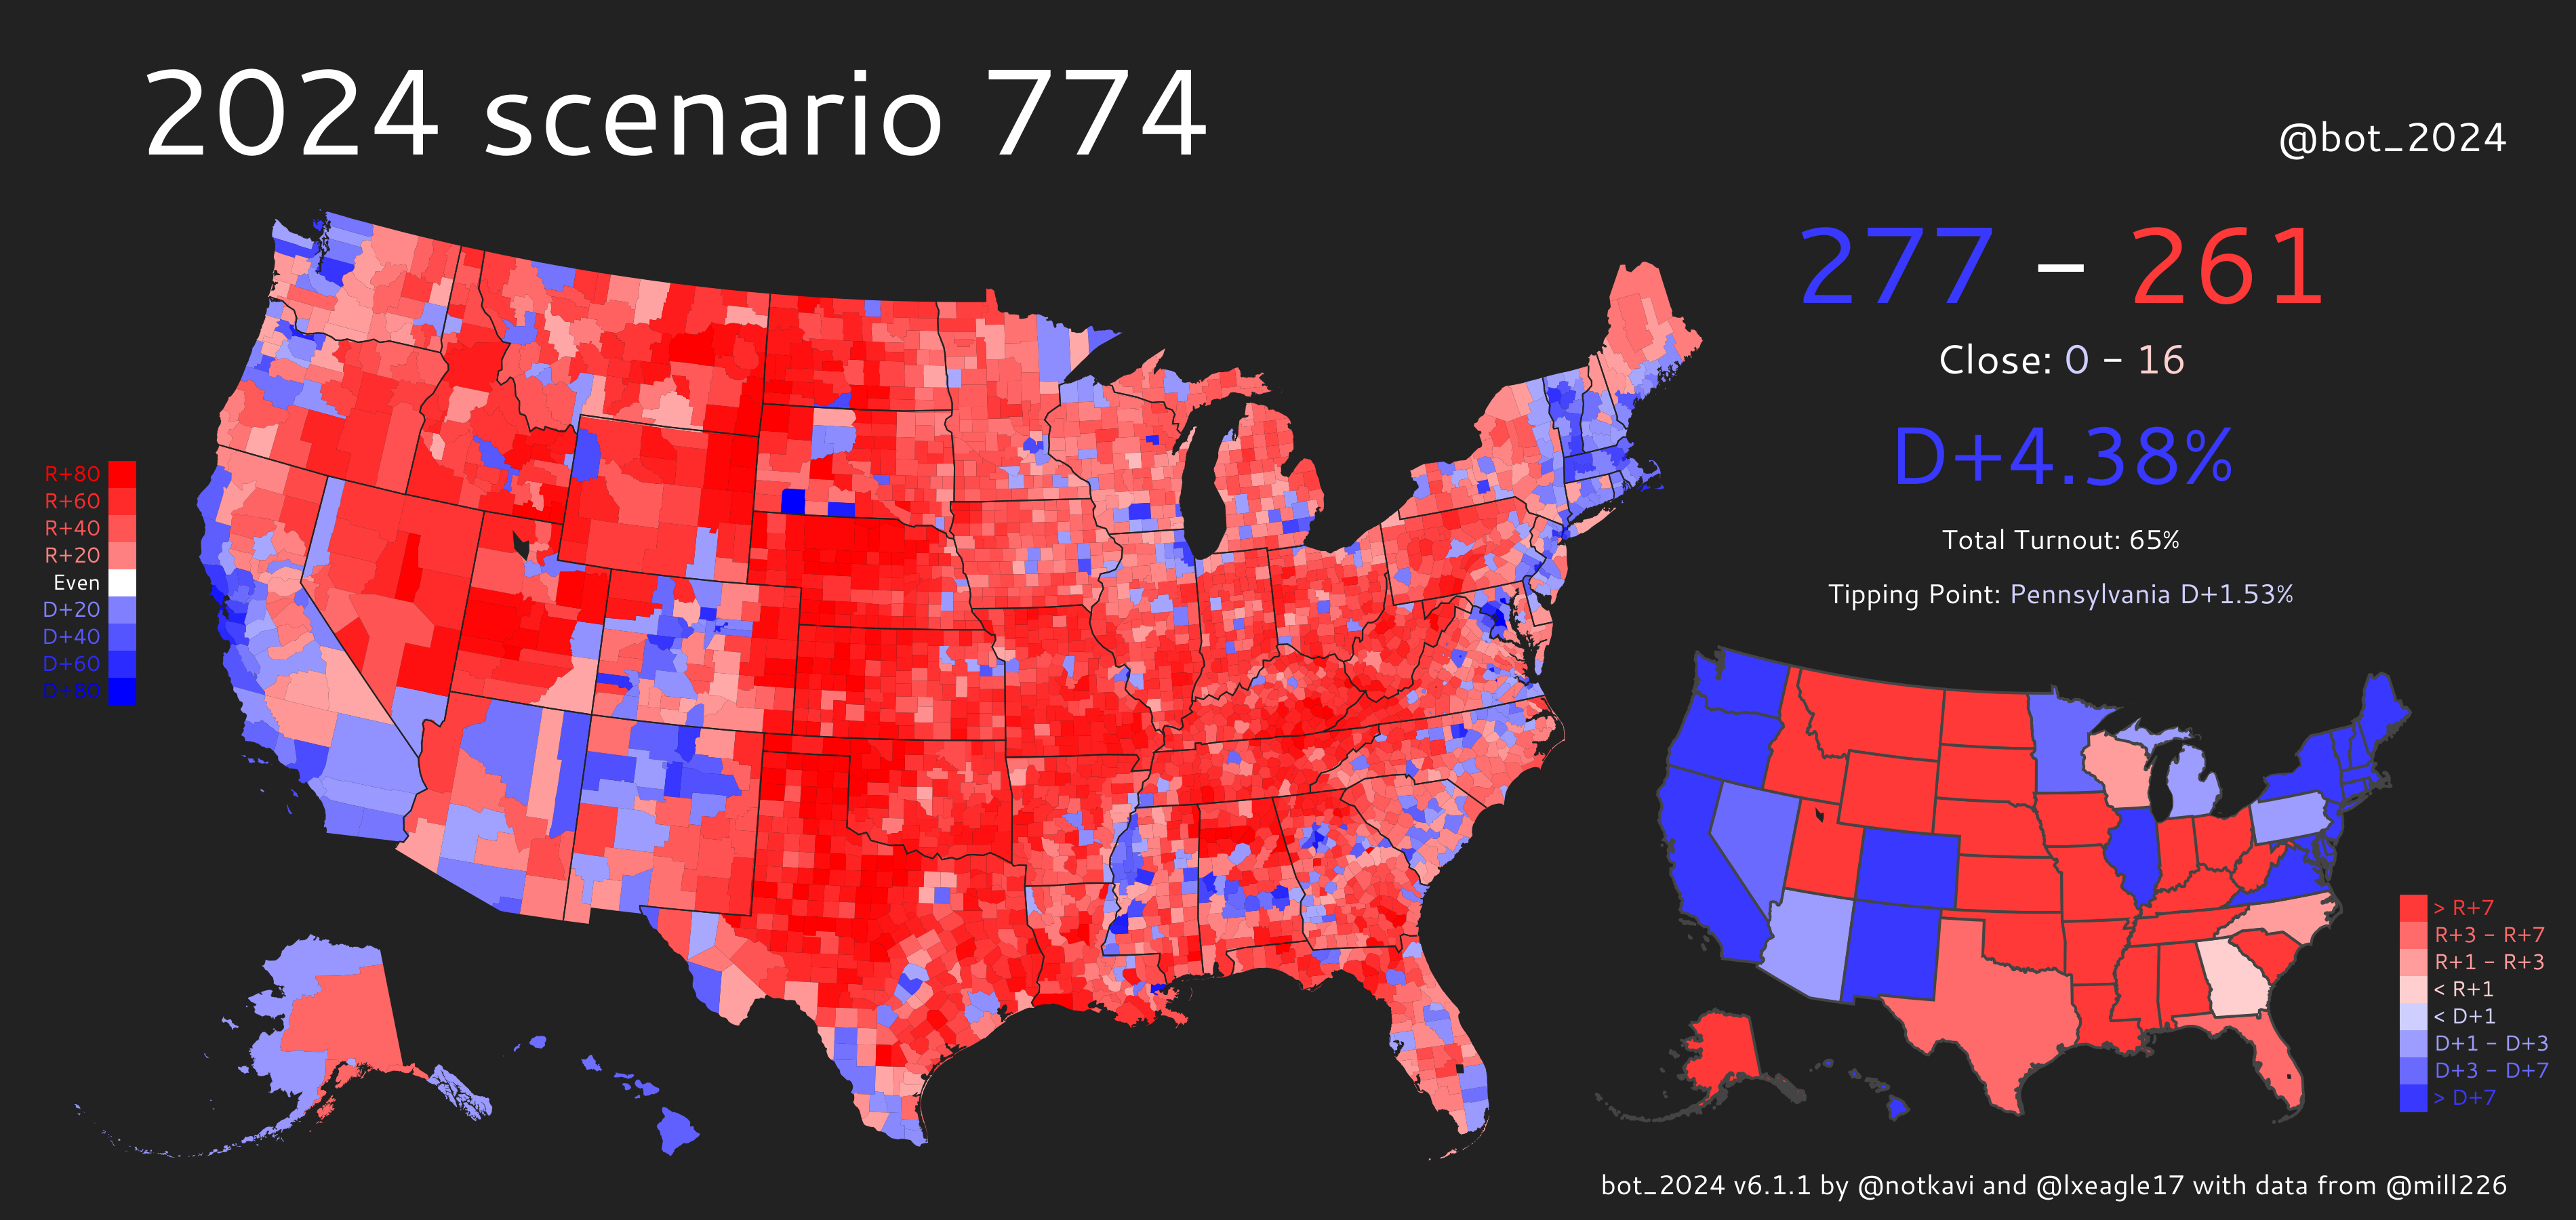 2024 scenario 774
@bot_2024
277 – 261
Close: 0 – 16
D+4.38%
Total Turnout: 65%
Tipping Point: Pennsylvania D+1.53%
R+80
R+60
R+40
R+20
Even
D+20
D+40
D+60
D+80
> R+7
R+3 – R+7
R+1 – R+3
< R+1
< D+1
D+1 – D+3
D+3 – D+7
> D+7
bot_2024 v6.1.1 by @notkavi and @lxeagle17 with data from @mill226